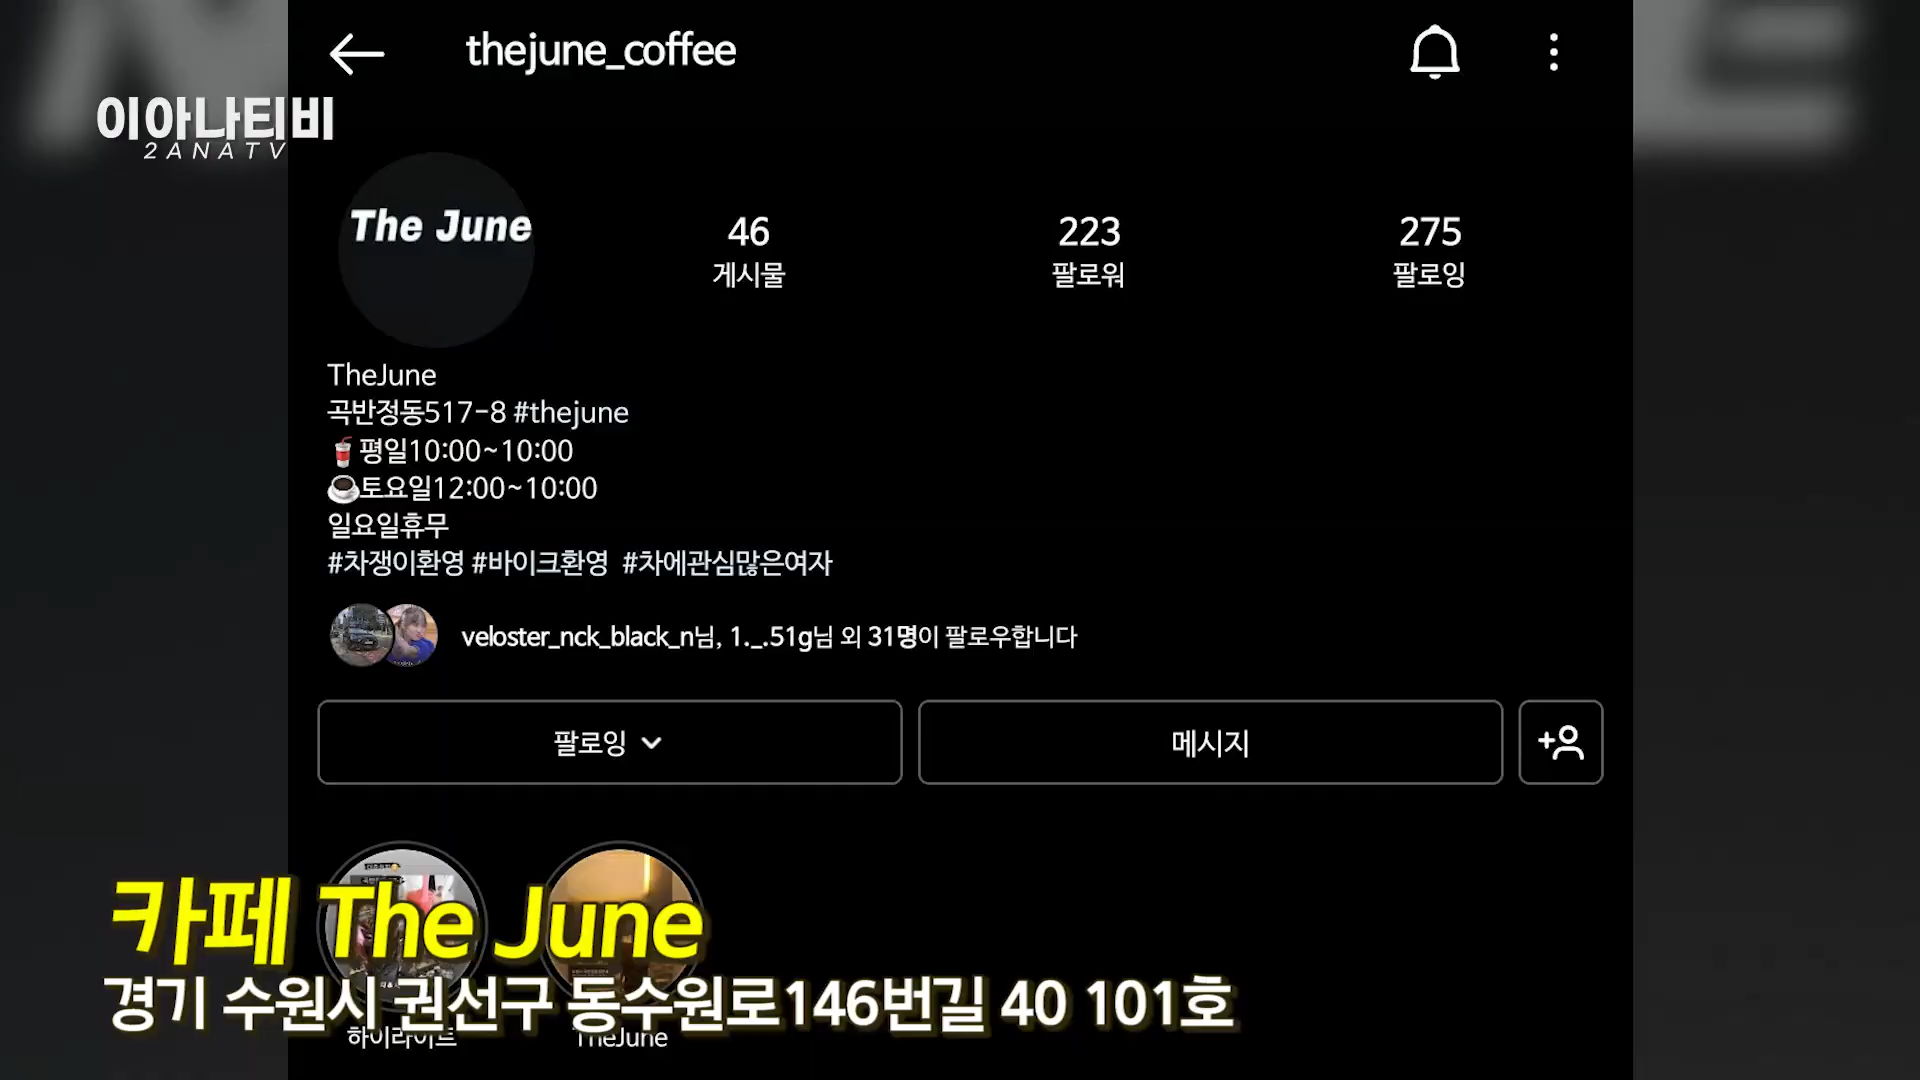 thejune_coffee
이아나티비
2ANATV
The June
46
게시물
223
팔로워
275
팔로잉
TheJune
곡반정동517-8 #thejune
평일10:00~10:00
토요일12:00~10:00
일요일휴무
#차쟁이환영 #바이크환영 #차에관심많은여자
veloster_nck_black_n님, 1._.51g님 외 31명이 팔로우합니다
팔로잉
메시지
카페 The June
경기 수원시 권선구 동수원로146번길 40 101호
하이라이트
TheJune